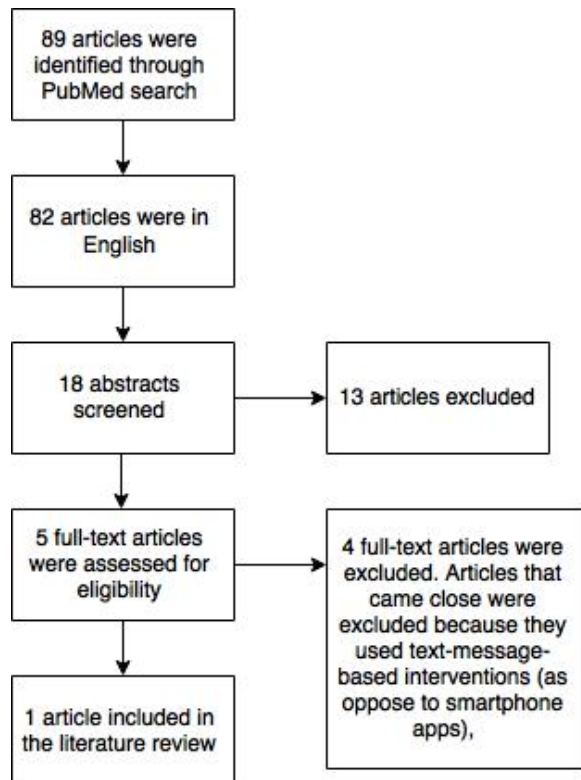 89 articles were
identified through
PubMed search
82 articles were in
English
18 abstracts
screened
13 articles excluded
5 full-text articles
were assessed for
eligibility
4 full-text articles were
excluded. Articles that
came close were
excluded because they
used text-message-
based interventions (as
oppose to smartphone
apps),
1 article included in
the literature review